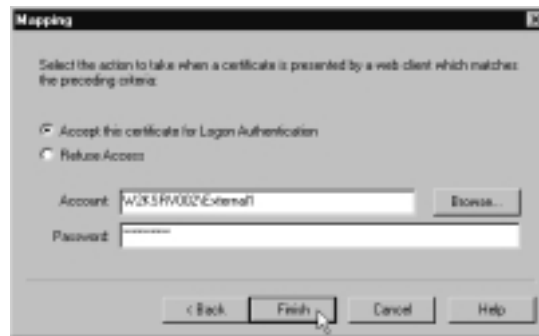 Mapping
Select the action to take when a certificate is presented by a web client which matches
the preceding criteria:
Accept this certificate for Logon Authentication
Refuse Access
Account: W2KSRV002\External1 Browse...
Password: **********
< Back Finish Cancel Help